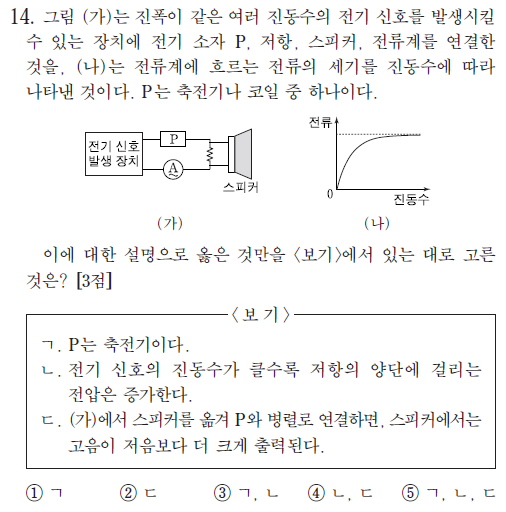 14. 그림 (가)는 진폭이 같은 여러 진동수의 전기 신호를 발생시킬
수 있는 장치에 전기 소자 P, 저항, 스피커, 전류계를 연결한
것을, (나)는 전류계에 흐르는 전류의 세기를 진동수에 따라
나타낸 것이다. P는 축전기나 코일 중 하나이다.
전기 신호
발생 장치
P
A
스피커
(가)
전류
0
진동수
(나)
이에 대한 설명으로 옳은 것만을 <보기>에서 있는 대로 고른
것은? [3점]
<보 기>
ㄱ. P는 축전기이다.
ㄴ. 전기 신호의 진동수가 클수록 저항의 양단에 걸리는
전압은 증가한다.
ㄷ. (가)에서 스피커를 옮겨 P와 병렬로 연결하면, 스피커에서는
고음이 저음보다 더 크게 출력된다.
① ㄱ ② ㄷ ③ ㄱ, ㄴ ④ ㄴ, ㄷ ⑤ ㄱ, ㄴ, ㄷ